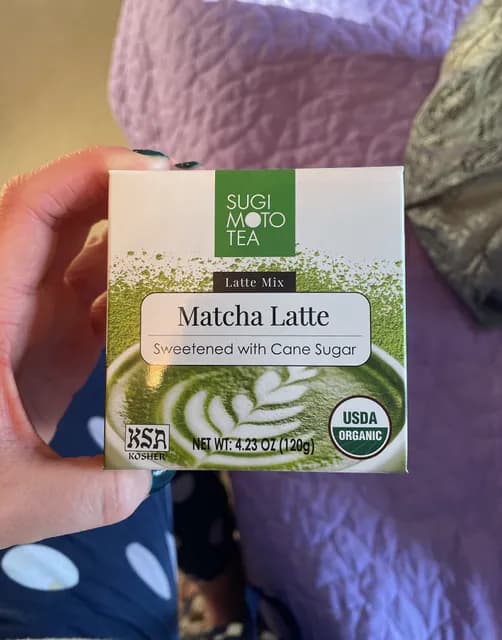 SUGI
MOTO
TEA
Latte Mix
Matcha Latte
Sweetened with Cane Sugar
USDA
ORGANIC
KSA
KOSHER
NET WT: 4.23 OZ (120g)